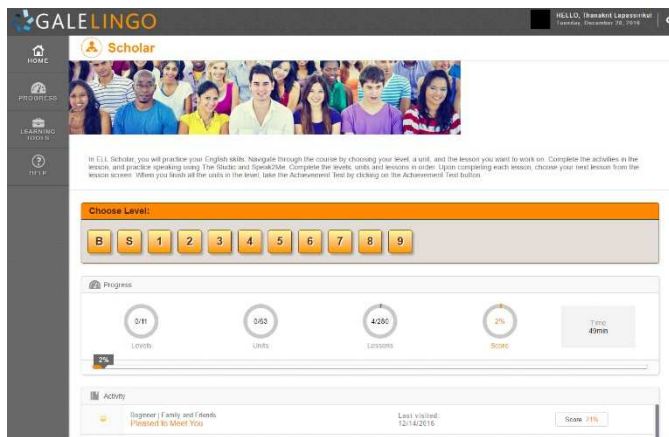 GALELINGO
HELLO, Thanakrit Lapassirikul
Tuesday, December 20, 2016
HOME
PROGRESS
LEARNING
TOOLS
HELP
Scholar
In ELL Scholar, you will practice your English skills. Navigate through the course by choosing your level, a unit, and the lesson you want to work on. Complete the activities in the
lesson, and practice speaking using The Studio and Speak2Me. Complete the levels, units and lessons in order. Upon completing each lesson, choose your next lesson from the
lesson screen. When you finish all the units in the level, take the Achievement Test by clicking on the Achievement Test button.
Choose Level:
B S 1 2 3 4 5 6 7 8 9
Progress
0/11 0/53 4/280 2% Time
49min
Levels Units Lessons Score
2%
Activity
Beginner | Family and Friends Last visited:
Pleased to Meet You 12/14/2016 Score 71%